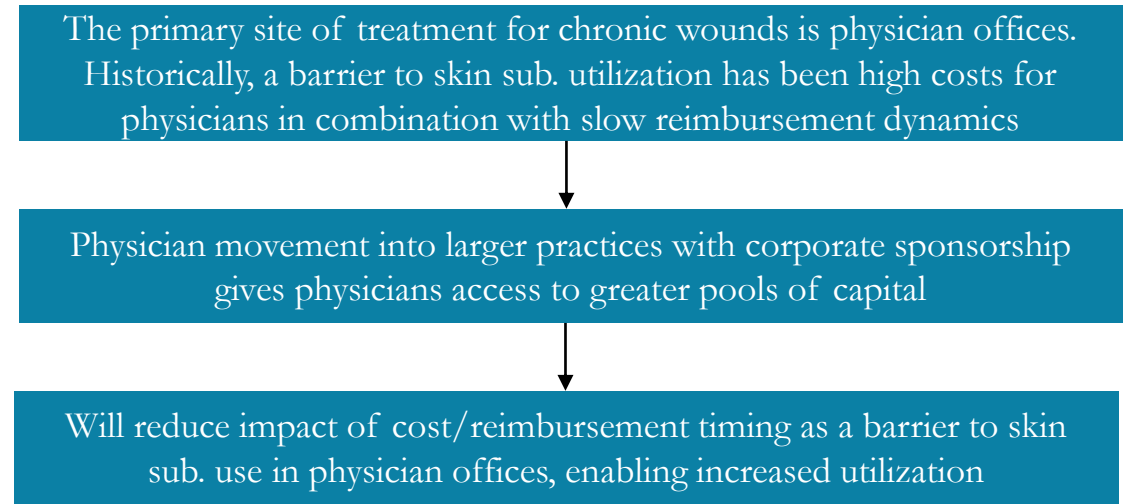 The primary site of treatment for chronic wounds is physician offices.
Historically, a barrier to skin sub. utilization has been high costs for
physicians in combination with slow reimbursement dynamics
Physician movement into larger practices with corporate sponsorship
gives physicians access to greater pools of capital
Will reduce impact of cost/reimbursement timing as a barrier to skin
sub. use in physician offices, enabling increased utilization